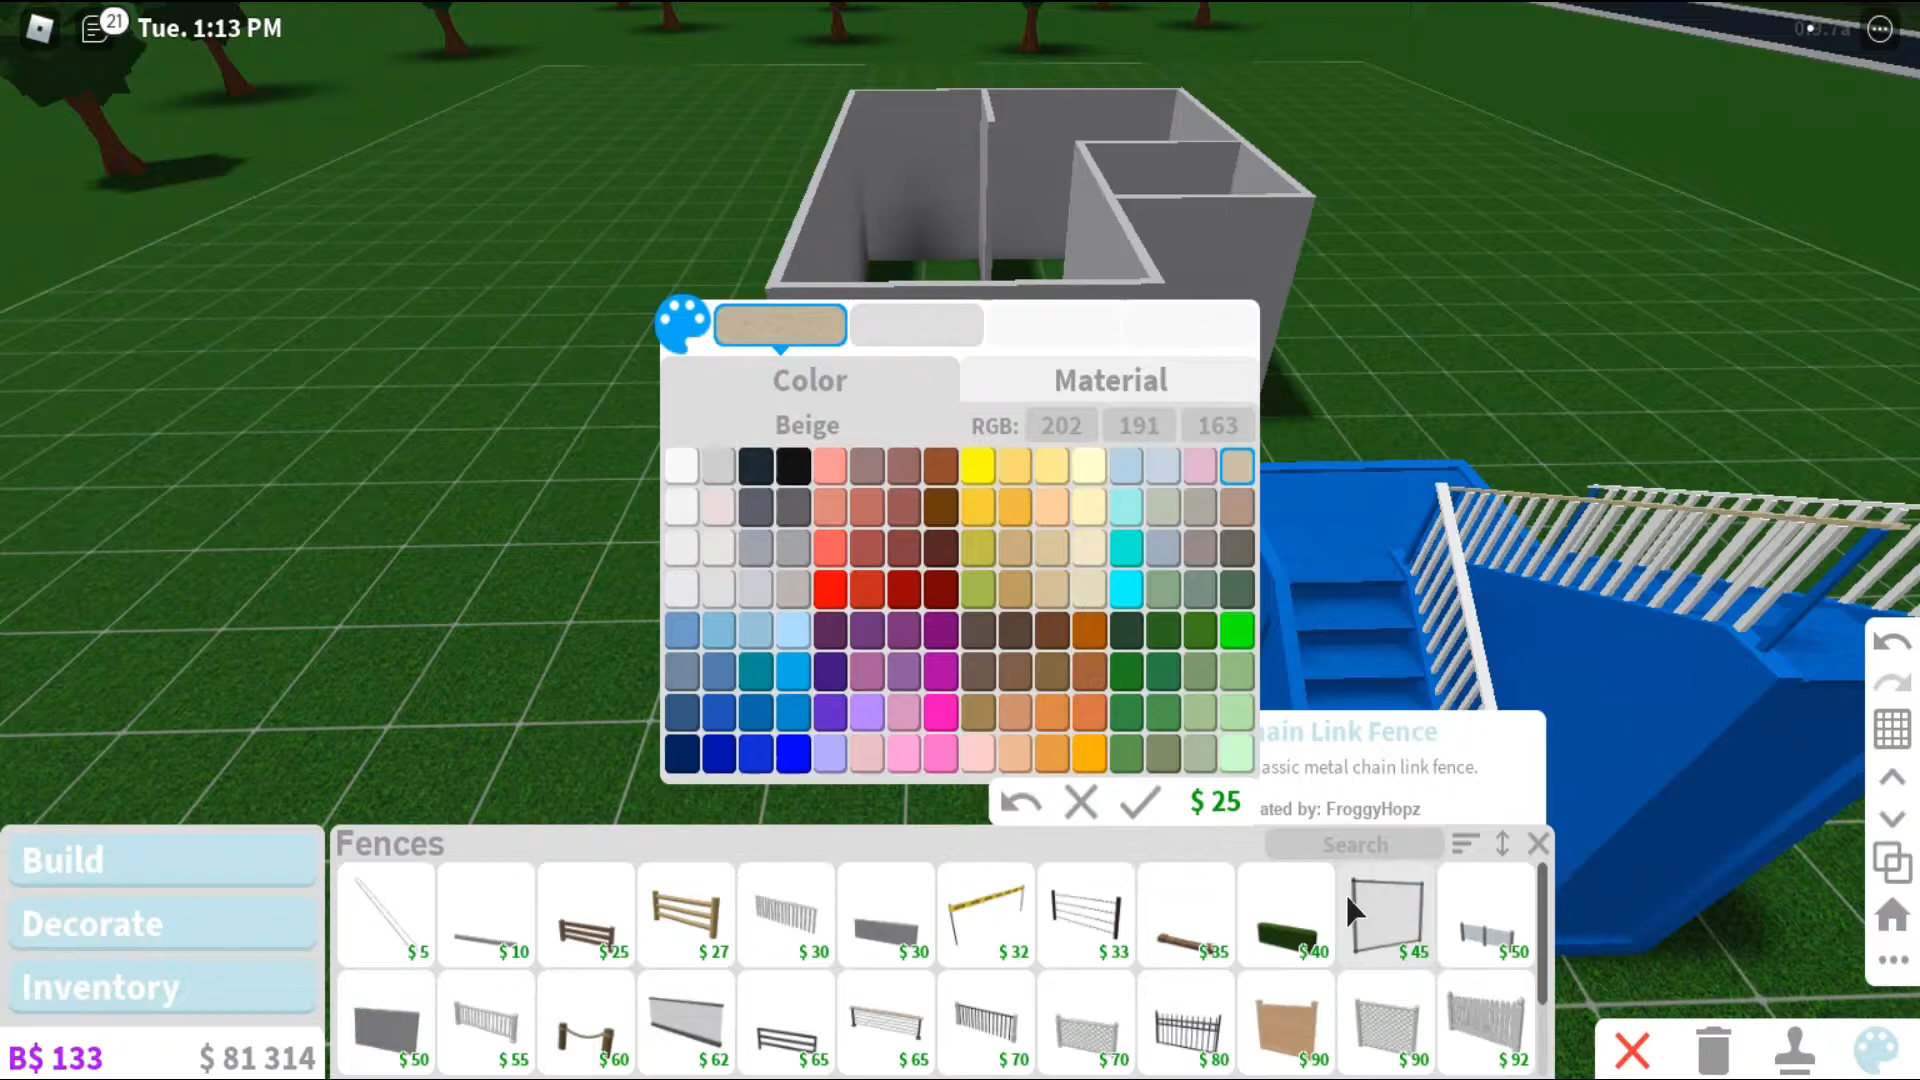 21
Tue. 1:13 PM
Color
Material
Beige
RGB: 202 191 163
ain Link Fence
assic metal chain link fence.
ated by: FroggyHopz
$ 25
Build
Decorate
Inventory
B$ 133
$ 81 314
Fences
Search
$ 5
$ 10
$ 25
$ 27
$ 30
$ 30
$ 32
$ 33
$ 35
$ 40
$ 45
$ 50
$ 50
$ 55
$ 60
$ 62
$ 65
$ 65
$ 70
$ 70
$ 80
$ 90
$ 90
$ 92